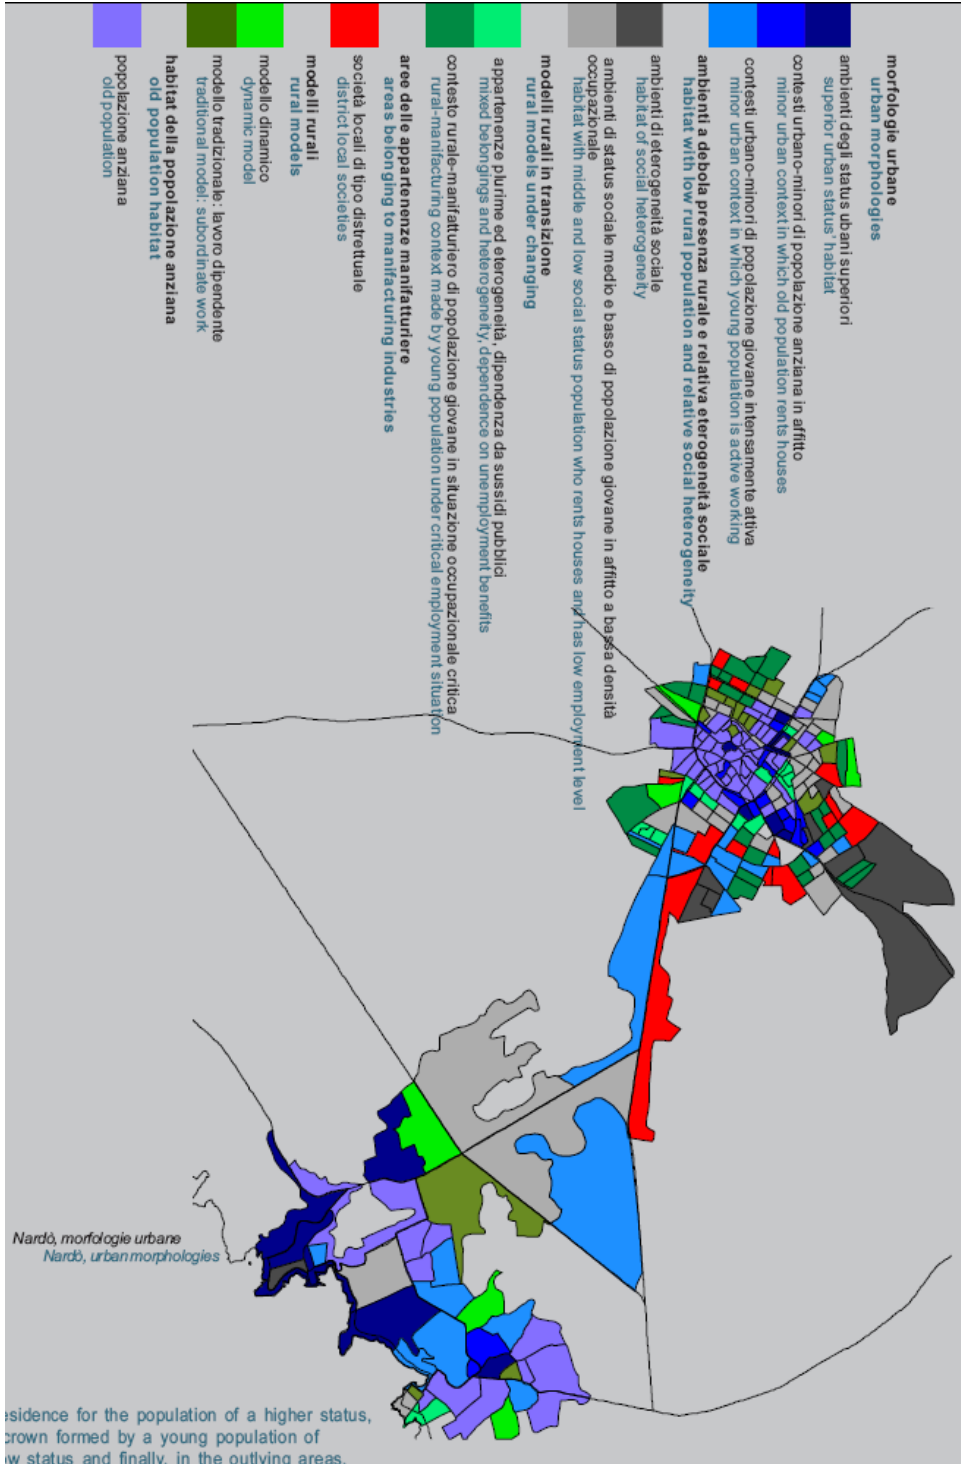 morfologie urbane
urban morphologies
ambienti degli status ubani superiori
superior urban status' habitat
contesti urbano-minori di popolazione anziana in affitto
minor urban context in which old population rents houses
contesti urbano-minori di popolazione giovane intensamente attiva
minor urban context in which young population is active working
ambienti a debola presenza rurale e relativa eterogeneità sociale
habitat with low rural population and relative social heterogeneity
ambienti di eterogeneità sociale
habitat of social heterogeneity
ambienti di status sociale medio e basso di popolazione giovane in affitto a bassa densità
occupazionale
habitat with middle and low social status population who rents houses and has low employment level
modelli rurali in transizione
rural models under changing
appartenenze plurime ed eterogeneità, dipendenza da sussidi pubblici
mixed belongings and heterogeneity, dependence on unemployment benefits
contesto rurale-manifatturiero di popolazione giovane in situazione occupazionale critica
rural-manufacturing context made by young population under critical employment situation
aree delle appartenenze manifatturiere
areas belonging to manifacturing industries
società locali di tipo distrettuale
district local societies
modelli rurali
rural models
modello dinamico
dynamic model
modello tradizionale: lavoro dipendente
traditional model: subordinate work
habitat della popolazione anziana
old population habitat
popolazione anziana
old population
Nardò, morfologie urbane
Nardò, urban morphologies
esidence for the population of a higher status,
crown formed by a young population of
ow status and finally, in the outlying areas,